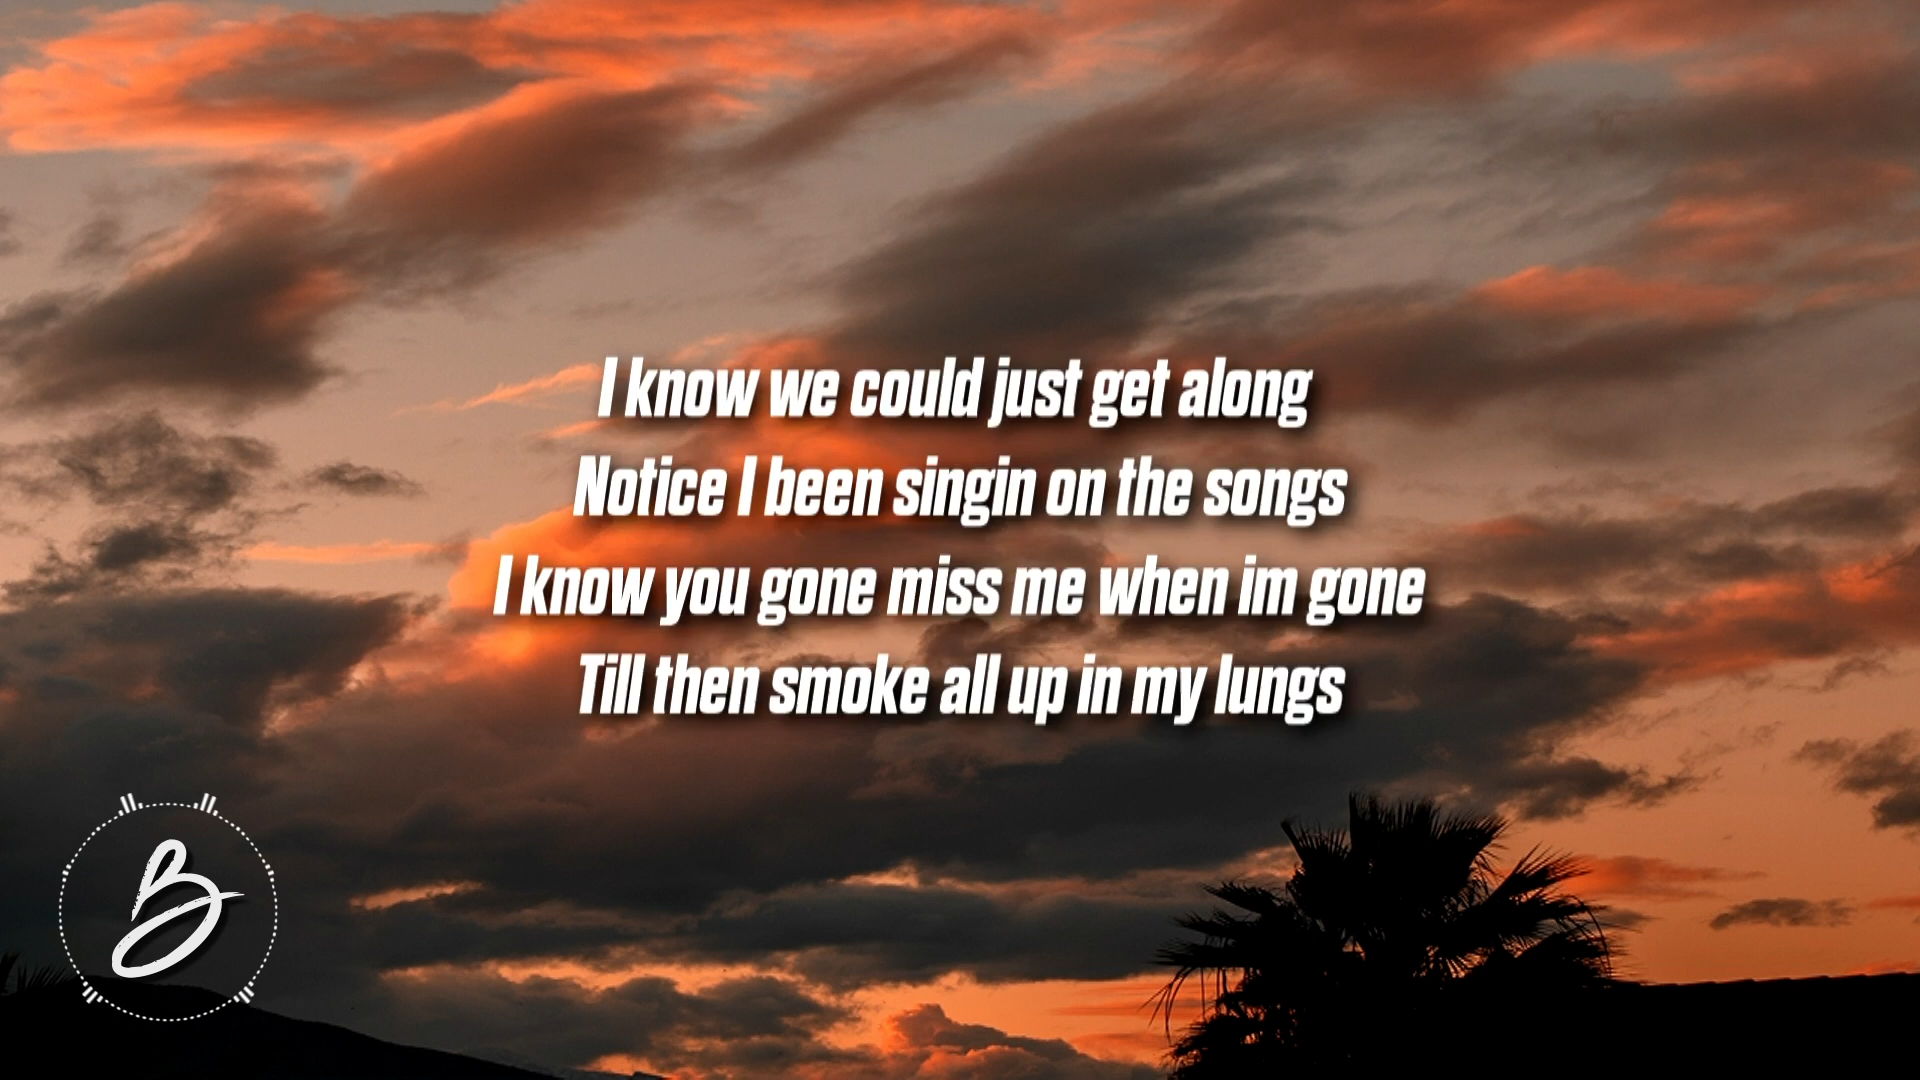 I know we could just get along
Notice I been singin on the songs
I know you gone miss me when im gone
Till then smoke all up in my lungs
B